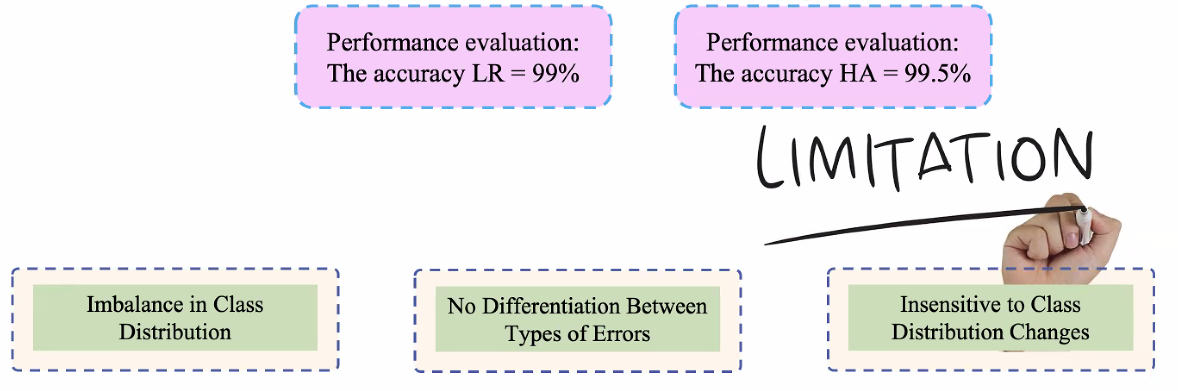 Performance evaluation:
The accuracy LR = 99%
Performance evaluation:
The accuracy HA = 99.5%
LIMITATION
Imbalance in Class
Distribution
No Differentiation Between
Types of Errors
Insensitive to Class
Distribution Changes